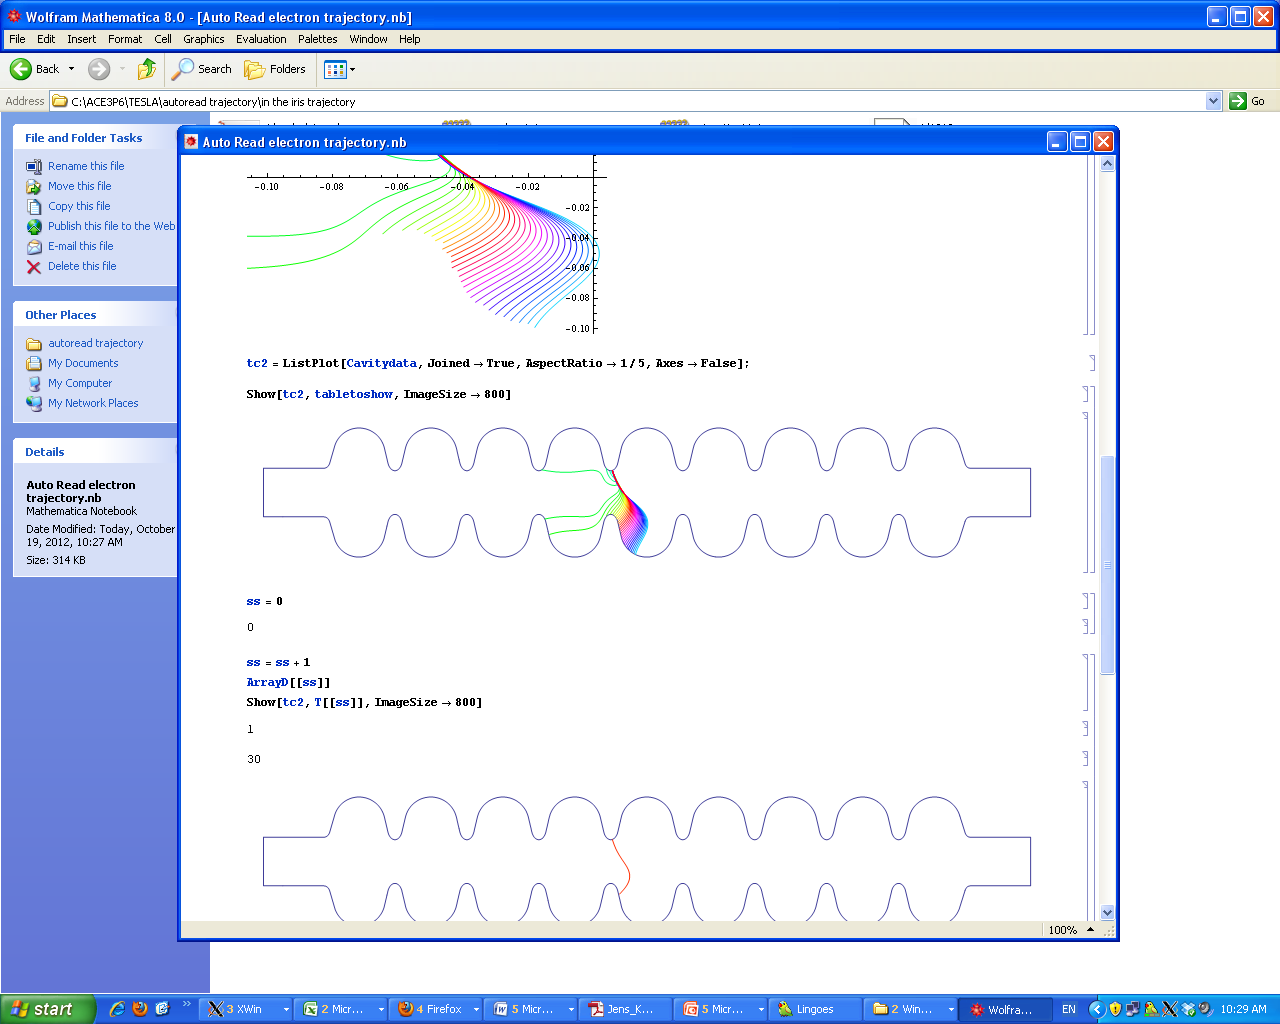 Wolfram Mathematica 8.0 - [Auto Read electron trajectory.nb]
File Edit Insert Format Cell Graphics Evaluation Palettes Window Help
Back Search Folders
Address C:\ACE3P6\TESLA\autoread trajectory\in the iris trajectory Go
File and Folder Tasks
Rename this file
Move this file
Copy this file
Publish this file to the Web
E-mail this file
Delete this file
Other Places
autoread trajectory
My Documents
My Computer
My Network Places
Details
Auto Read electron
trajectory.nb
Mathematica Notebook
Date Modified: Today, October
19, 2012, 10:27 AM
Size: 314 KB
Auto Read electron trajectory.nb
-0.10 -0.08 -0.06 -0.04 -0.02
-0.02
-0.04
-0.06
-0.08
-0.10
tc2 = ListPlot[Cavitydata, Joined → True, AspectRatio → 1/5, Axes → False];
Show[tc2, tabletoshow, ImageSize → 800]
ss = 0
0
ss = ss + 1
ArrayD[[ss]]
Show[tc2, T[[ss]], ImageSize → 800]
1
30
100%
start 3 XWin 2 Micr... 4 Firefox 5 Micr... Jens_K... 5 Micr... Lingoes 2 Win... Wolfra... EN 10:29 AM